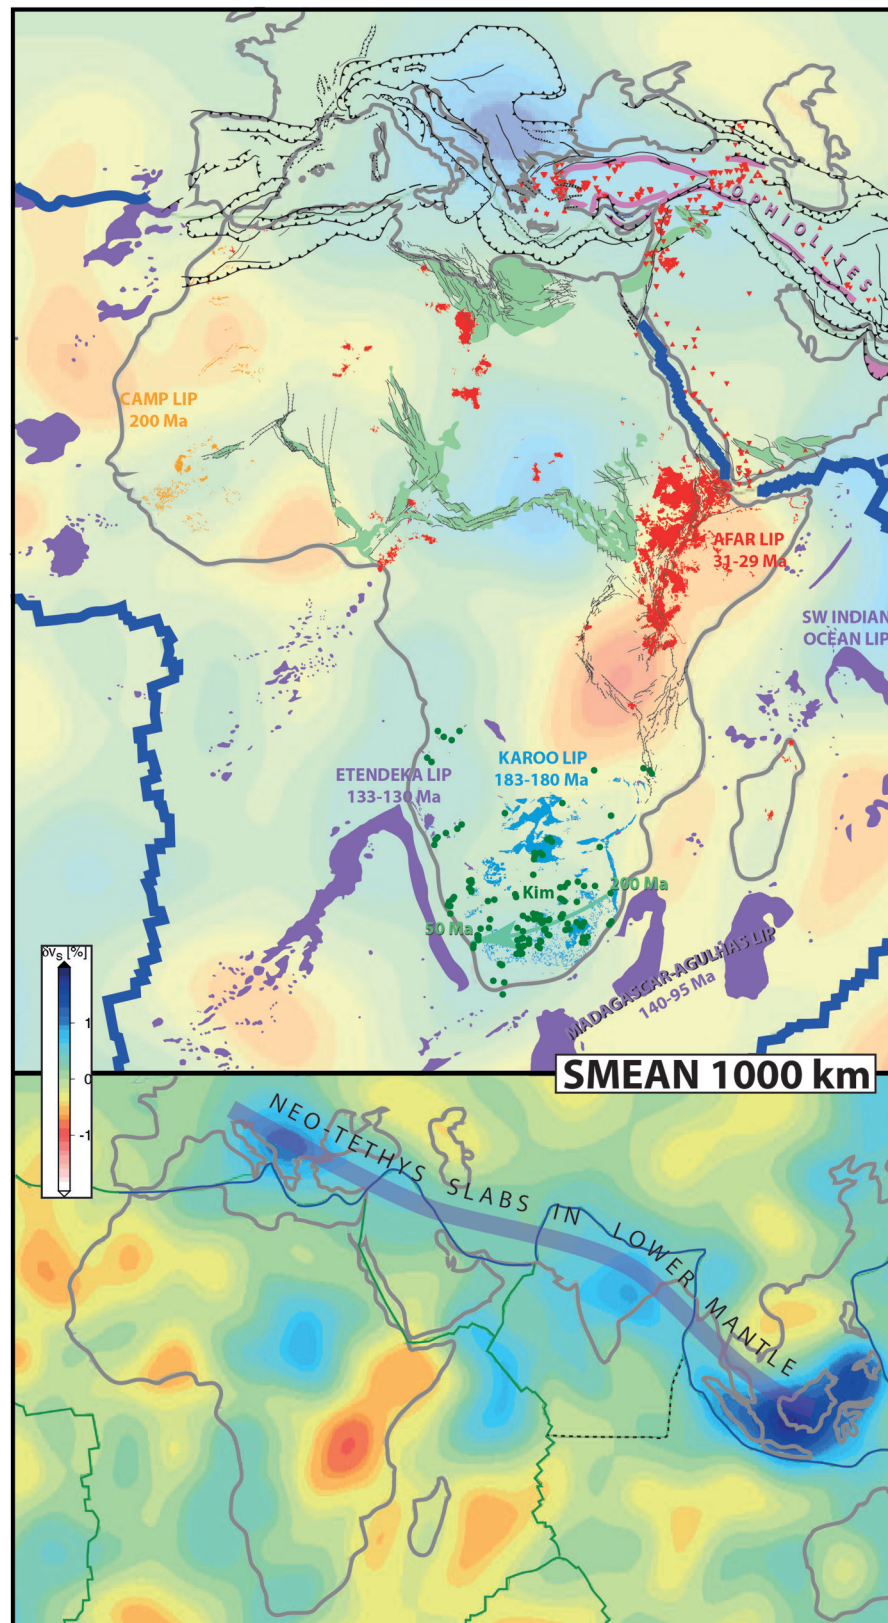 OPHIOLITES
CAMP LIP
200 Ma
AFAR LIP
31-29 Ma
SW INDIAN
OCEAN LIP
ETENDEKA LIP
133-130 Ma
KAROO LIP
183-180 Ma
Kim
200 Ma
50 Ma
MADAGASCAR-AGULHAS LIP
140-95 Ma
δVS [%]
1
0
-1
SMEAN 1000 km
NEO-TETHYS SLABS IN LOWER MANTLE